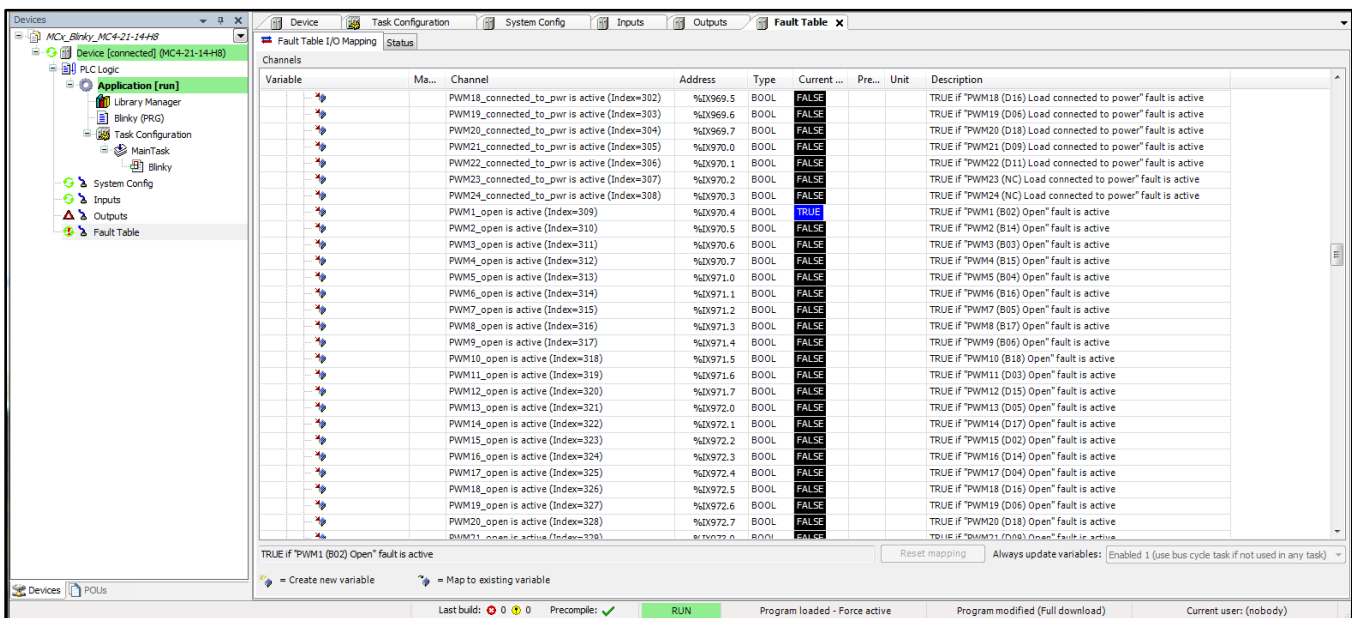 Devices
MCx_Blinky_MC4-21-14-H8
Device [connected] (MC4-21-14-H8)
PLC Logic
Application [run]
Library Manager
Blinky (PRG)
Task Configuration
MainTask
Blinky
System Config
Inputs
Outputs
Fault Table
Devices POUs
Device Task Configuration System Config Inputs Outputs Fault Table
Fault Table I/O Mapping Status
Channels
Variable Ma... Channel Address Type Current ... Pre... Unit Description
PWM18_connected_to_pwr is active (Index=302) %IX969.5 BOOL FALSE TRUE if "PWM18 (D16) Load connected to power" fault is active
PWM19_connected_to_pwr is active (Index=303) %IX969.6 BOOL FALSE TRUE if "PWM19 (D06) Load connected to power" fault is active
PWM20_connected_to_pwr is active (Index=304) %IX969.7 BOOL FALSE TRUE if "PWM20 (D18) Load connected to power" fault is active
PWM21_connected_to_pwr is active (Index=305) %IX970.0 BOOL FALSE TRUE if "PWM21 (D09) Load connected to power" fault is active
PWM22_connected_to_pwr is active (Index=306) %IX970.1 BOOL FALSE TRUE if "PWM22 (D11) Load connected to power" fault is active
PWM23_connected_to_pwr is active (Index=307) %IX970.2 BOOL FALSE TRUE if "PWM23 (NC) Load connected to power" fault is active
PWM24_connected_to_pwr is active (Index=308) %IX970.3 BOOL FALSE TRUE if "PWM24 (NC) Load connected to power" fault is active
PWM1_open is active (Index=309) %IX970.4 BOOL TRUE TRUE if "PWM1 (B02) Open" fault is active
PWM2_open is active (Index=310) %IX970.5 BOOL FALSE TRUE if "PWM2 (B14) Open" fault is active
PWM3_open is active (Index=311) %IX970.6 BOOL FALSE TRUE if "PWM3 (B03) Open" fault is active
PWM4_open is active (Index=312) %IX970.7 BOOL FALSE TRUE if "PWM4 (B15) Open" fault is active
PWM5_open is active (Index=313) %IX971.0 BOOL FALSE TRUE if "PWM5 (B04) Open" fault is active
PWM6_open is active (Index=314) %IX971.1 BOOL FALSE TRUE if "PWM6 (B16) Open" fault is active
PWM7_open is active (Index=315) %IX971.2 BOOL FALSE TRUE if "PWM7 (B05) Open" fault is active
PWM8_open is active (Index=316) %IX971.3 BOOL FALSE TRUE if "PWM8 (B17) Open" fault is active
PWM9_open is active (Index=317) %IX971.4 BOOL FALSE TRUE if "PWM9 (B06) Open" fault is active
PWM10_open is active (Index=318) %IX971.5 BOOL FALSE TRUE if "PWM10 (B18) Open" fault is active
PWM11_open is active (Index=319) %IX971.6 BOOL FALSE TRUE if "PWM11 (D03) Open" fault is active
PWM12_open is active (Index=320) %IX971.7 BOOL FALSE TRUE if "PWM12 (D15) Open" fault is active
PWM13_open is active (Index=321) %IX972.0 BOOL FALSE TRUE if "PWM13 (D05) Open" fault is active
PWM14_open is active (Index=322) %IX972.1 BOOL FALSE TRUE if "PWM14 (D17) Open" fault is active
PWM15_open is active (Index=323) %IX972.2 BOOL FALSE TRUE if "PWM15 (D02) Open" fault is active
PWM16_open is active (Index=324) %IX972.3 BOOL FALSE TRUE if "PWM16 (D14) Open" fault is active
PWM17_open is active (Index=325) %IX972.4 BOOL FALSE TRUE if "PWM17 (D04) Open" fault is active
PWM18_open is active (Index=326) %IX972.5 BOOL FALSE TRUE if "PWM18 (D16) Open" fault is active
PWM19_open is active (Index=327) %IX972.6 BOOL FALSE TRUE if "PWM19 (D06) Open" fault is active
PWM20_open is active (Index=328) %IX972.7 BOOL FALSE TRUE if "PWM20 (D18) Open" fault is active
PWM21_open is active (Index=329) %IX973.0 BOOL FALSE TRUE if "PWM21 (D09) Open" fault is active
TRUE if "PWM1 (B02) Open" fault is active Reset mapping Always update variables: Enabled 1 (use bus cycle task if not used in any task)
= Create new variable = Map to existing variable
Last build: 0 0 Precompile: RUN Program loaded - Force active Program modified (Full download) Current user: (nobody)